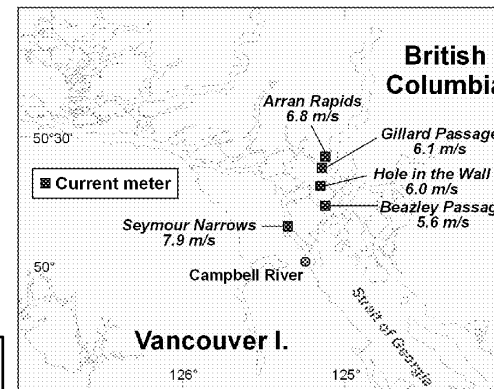 British
Columbia
Arran Rapids
6.8 m/s
50°30'
Gillard Passage
6.1 m/s
Current meter
Hole in the Wall
6.0 m/s
Beazley Passag
5.6 m/s
Seymour Narrows
7.9 m/s
50°
Campbell River
Strait of Georgia
Vancouver I.
126°
125°